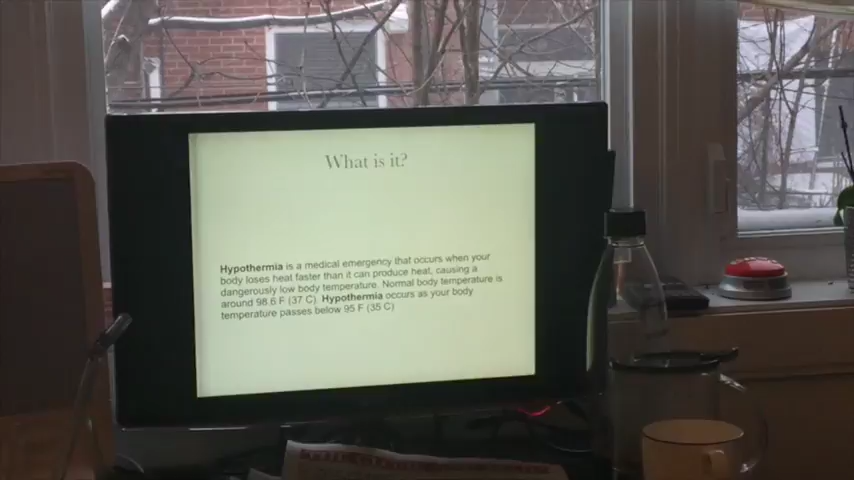 What is it?
Hypothermia is a medical emergency that occurs when your
body loses heat faster than it can produce heat, causing a
dangerously low body temperature. Normal body temperature is
around 98.6 F (37 C). Hypothermia occurs as your body
temperature passes below 95 F (35 C)